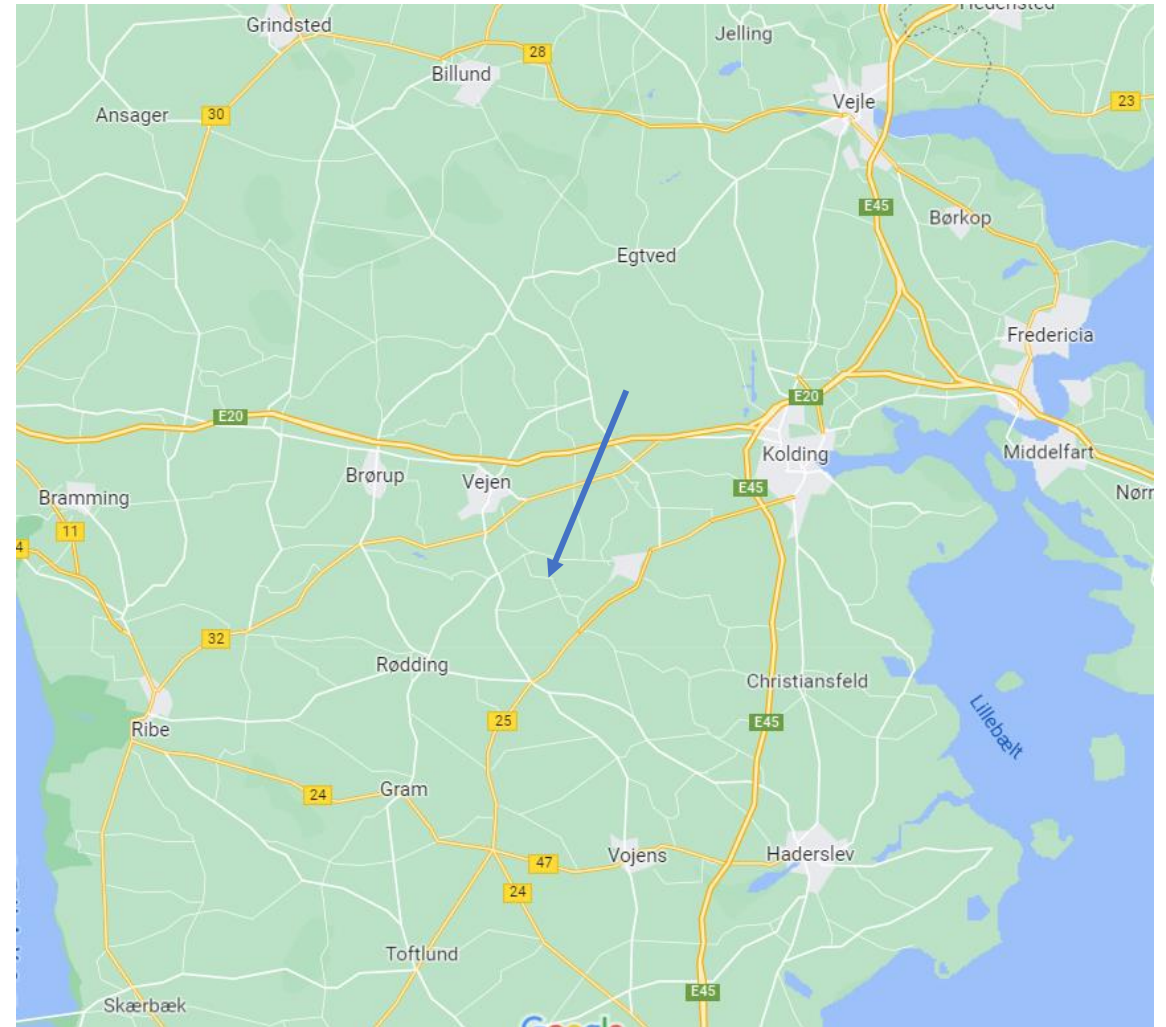 Grindsted
Jelling
28
Billund
Vejle
23
Ansager
30
E45
Børkop
Egtved
Fredericia
E20
E20
Middelfart
Kolding
Brørup
Vejen
E45
Bramming
11
4
32
Rødding
Christiansfeld
Lillebælt
25
E45
Ribe
24
Gram
Vojens
Haderslev
47
24
Toftlund
E45
Skærbæk